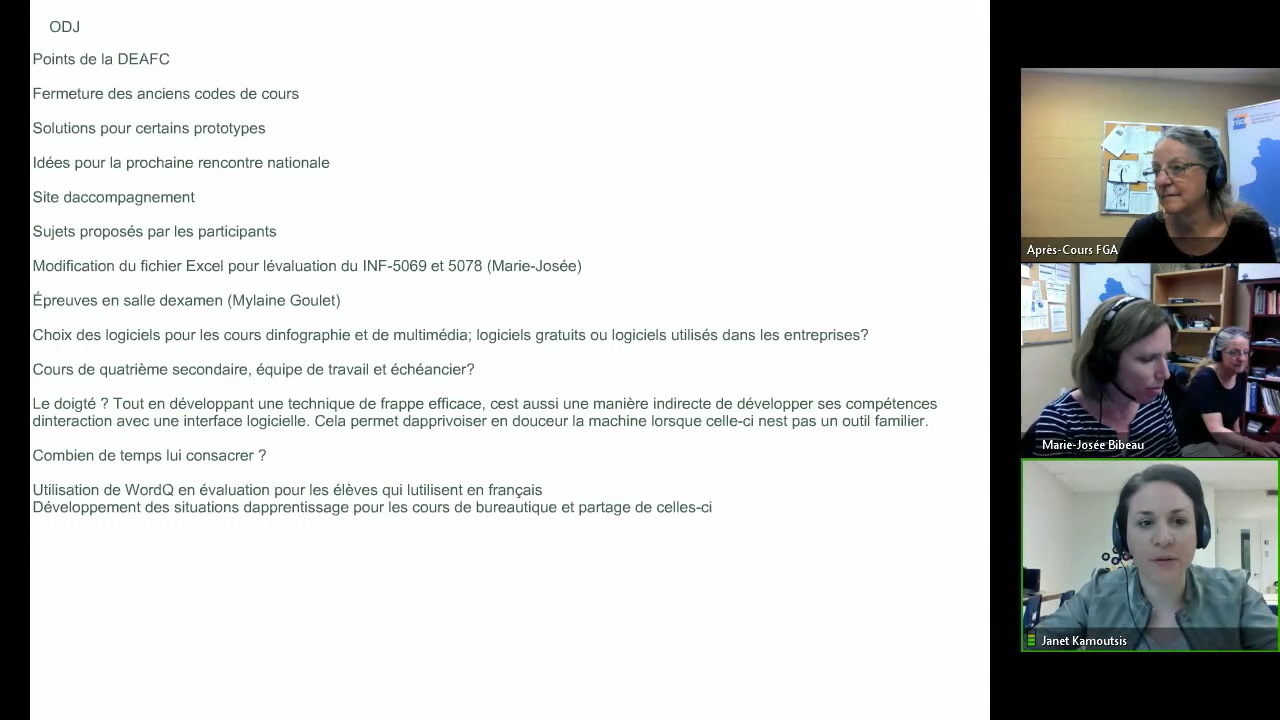 ODJ
Points de la DEAFC
Fermeture des anciens codes de cours
Solutions pour certains prototypes
Idées pour la prochaine rencontre nationale
Site daccompagnement
Sujets proposés par les participants
Modification du fichier Excel pour lévaluation du INF-5069 et 5078 (Marie-Josée)
Épreuves en salle dexamen (Mylaine Goulet)
Choix des logiciels pour les cours dinfographie et de multimédia; logiciels gratuits ou logiciels utilisés dans les entreprises?
Cours de quatrième secondaire, équipe de travail et échéancier?
Le doigté ? Tout en développant une technique de frappe efficace, cest aussi une manière indirecte de développer ses compétences
dinteraction avec une interface logicielle. Cela permet dapprivoiser en douceur la machine lorsque celle-ci nest pas un outil familier.
Combien de temps lui consacrer ?
Utilisation de WordQ en évaluation pour les élèves qui lutilisent en français
Développement des situations dapprentissage pour les cours de bureautique et partage de celles-ci
Après-Cours FGA
Marie-Josée Bibeau
Janet Kamoutsis